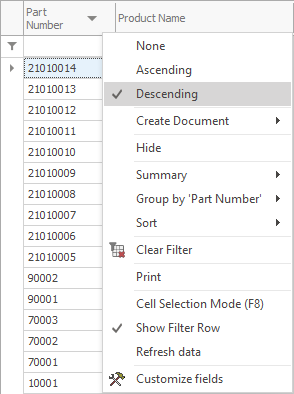 Part
Number
Product Name
21010014
21010013
21010012
21010011
21010010
21010009
21010008
21010007
21010006
21010005
90002
90001
70003
70002
70001
10001
None
Ascending
Descending
Create Document
Hide
Summary
Group by 'Part Number'
Sort
Clear Filter
Print
Cell Selection Mode (F8)
Show Filter Row
Refresh data
Customize fields